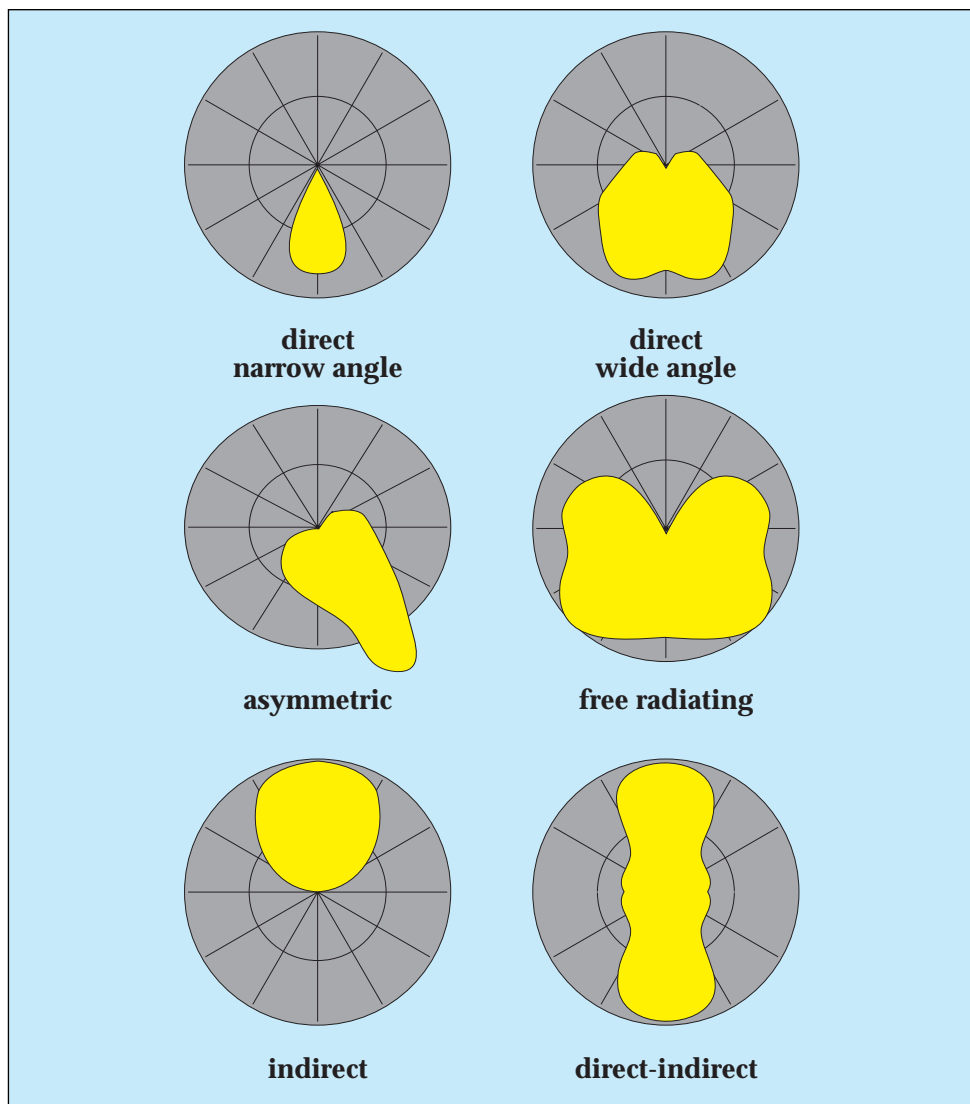 direct
narrow angle
direct
wide angle
asymmetric
free radiating
indirect
direct-indirect